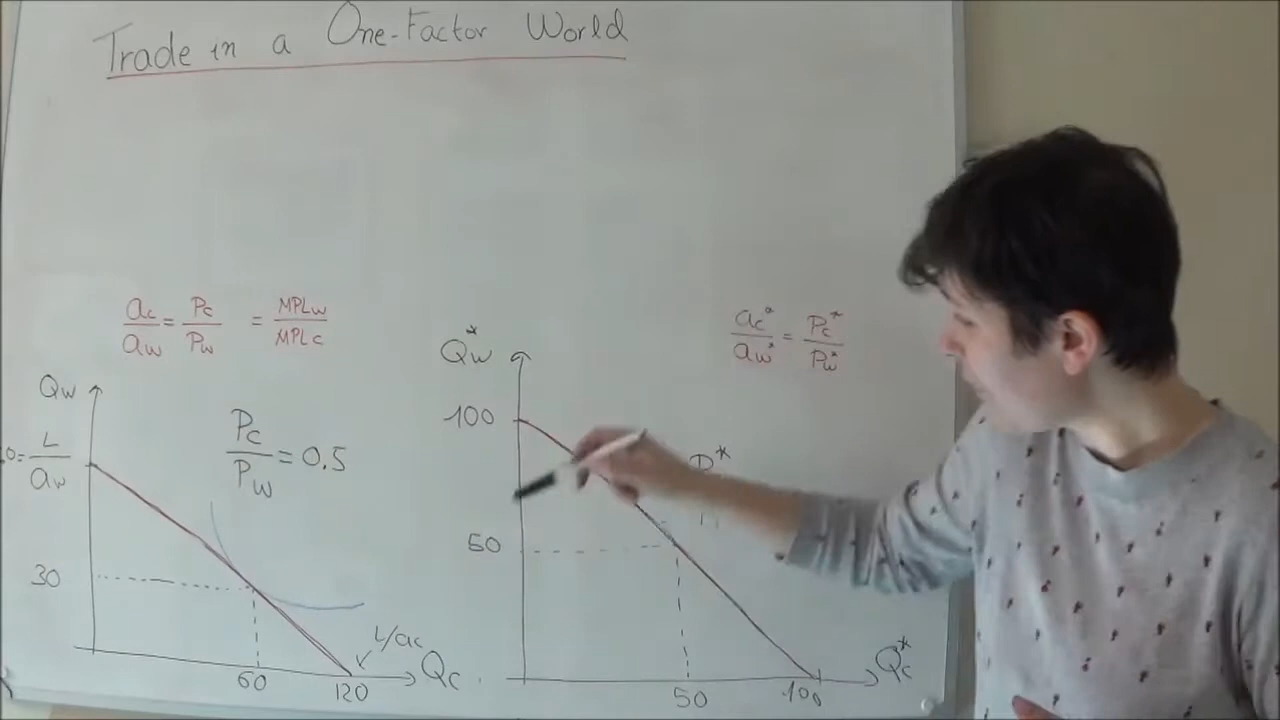 Trade in a One-Factor World
ac/aw = Pc/Pw = MPLw/MPLc
Qw
L/aw
Pc/Pw = 0.5
30
60
120
L/ac
Qc
ac*/aw* = Pc*/Pw*
Qw*
100
50
50
100
Qc*
P*